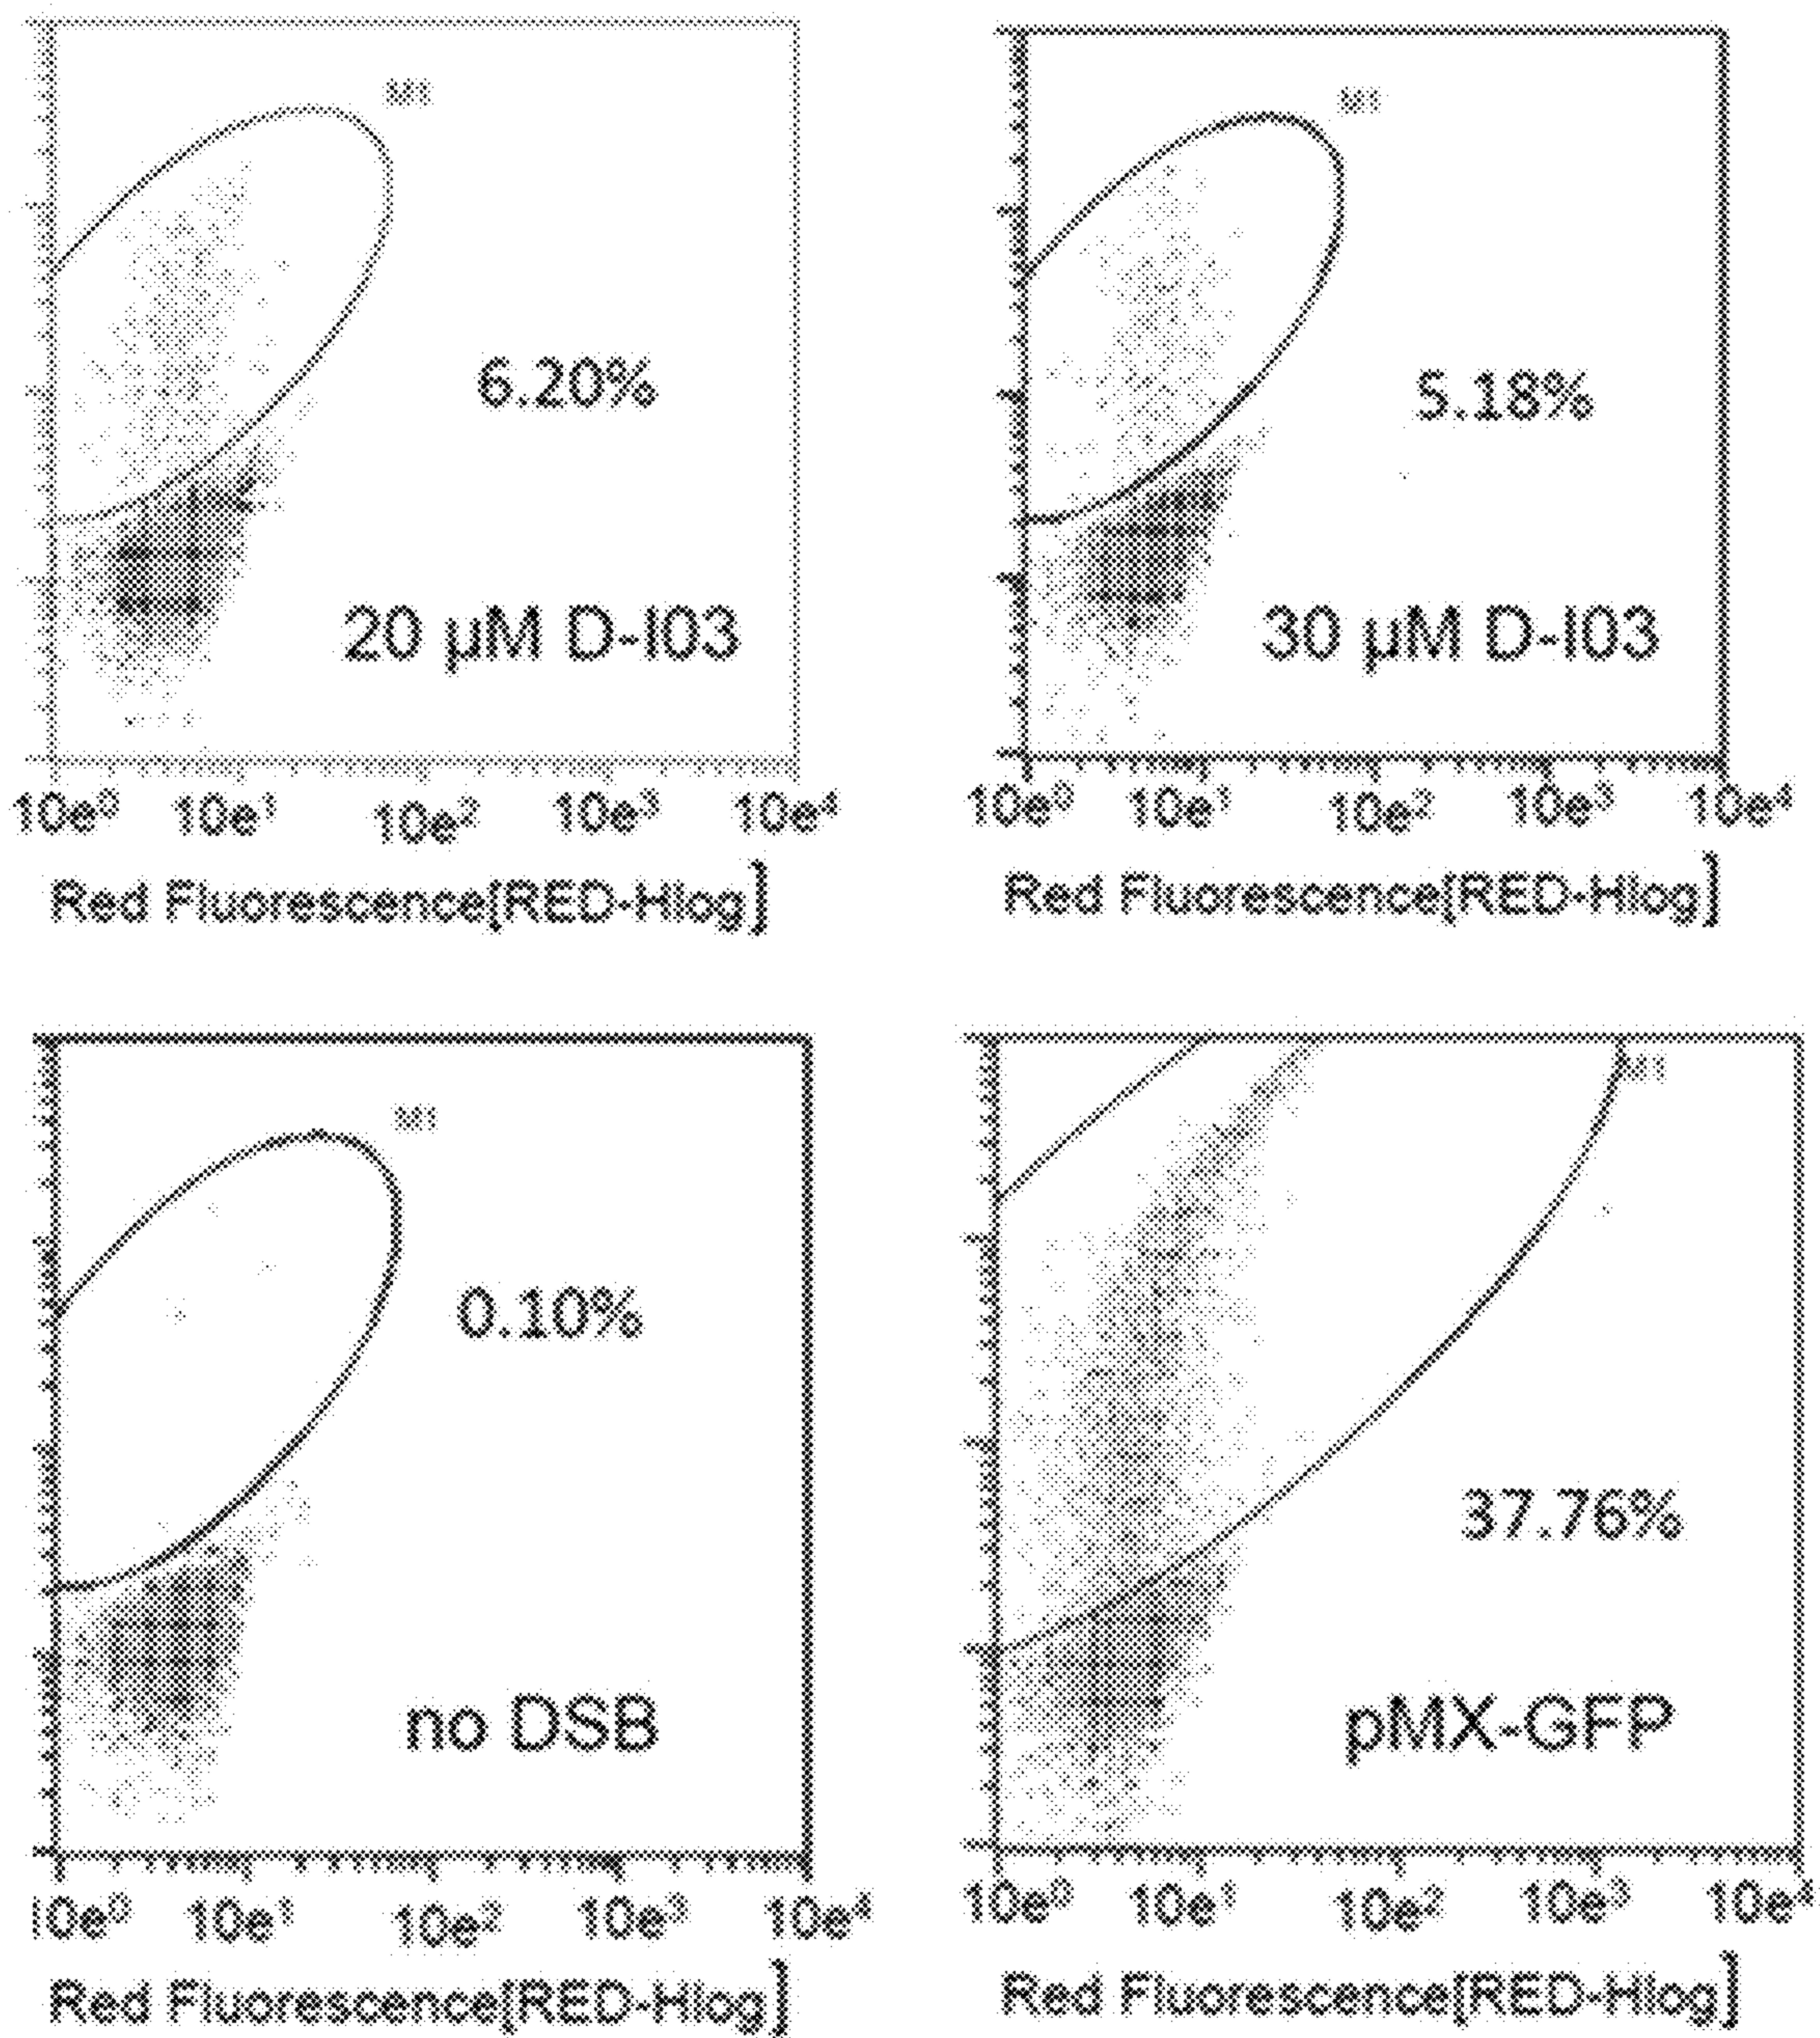 M1
M1
6.20%
5.18%
20 µM D-I03
30 µM D-I03
10e⁰ 10e¹ 10e² 10e³ 10e⁴
10e⁰ 10e¹ 10e² 10e³ 10e⁴
Red Fluorescence[RED-Hlog]
Red Fluorescence[RED-Hlog]
M1
M1
0.10%
37.76%
no DSB
pMX-GFP
10e⁰ 10e¹ 10e² 10e³ 10e⁴
10e⁰ 10e¹ 10e² 10e³ 10e⁴
Red Fluorescence[RED-Hlog]
Red Fluorescence[RED-Hlog]